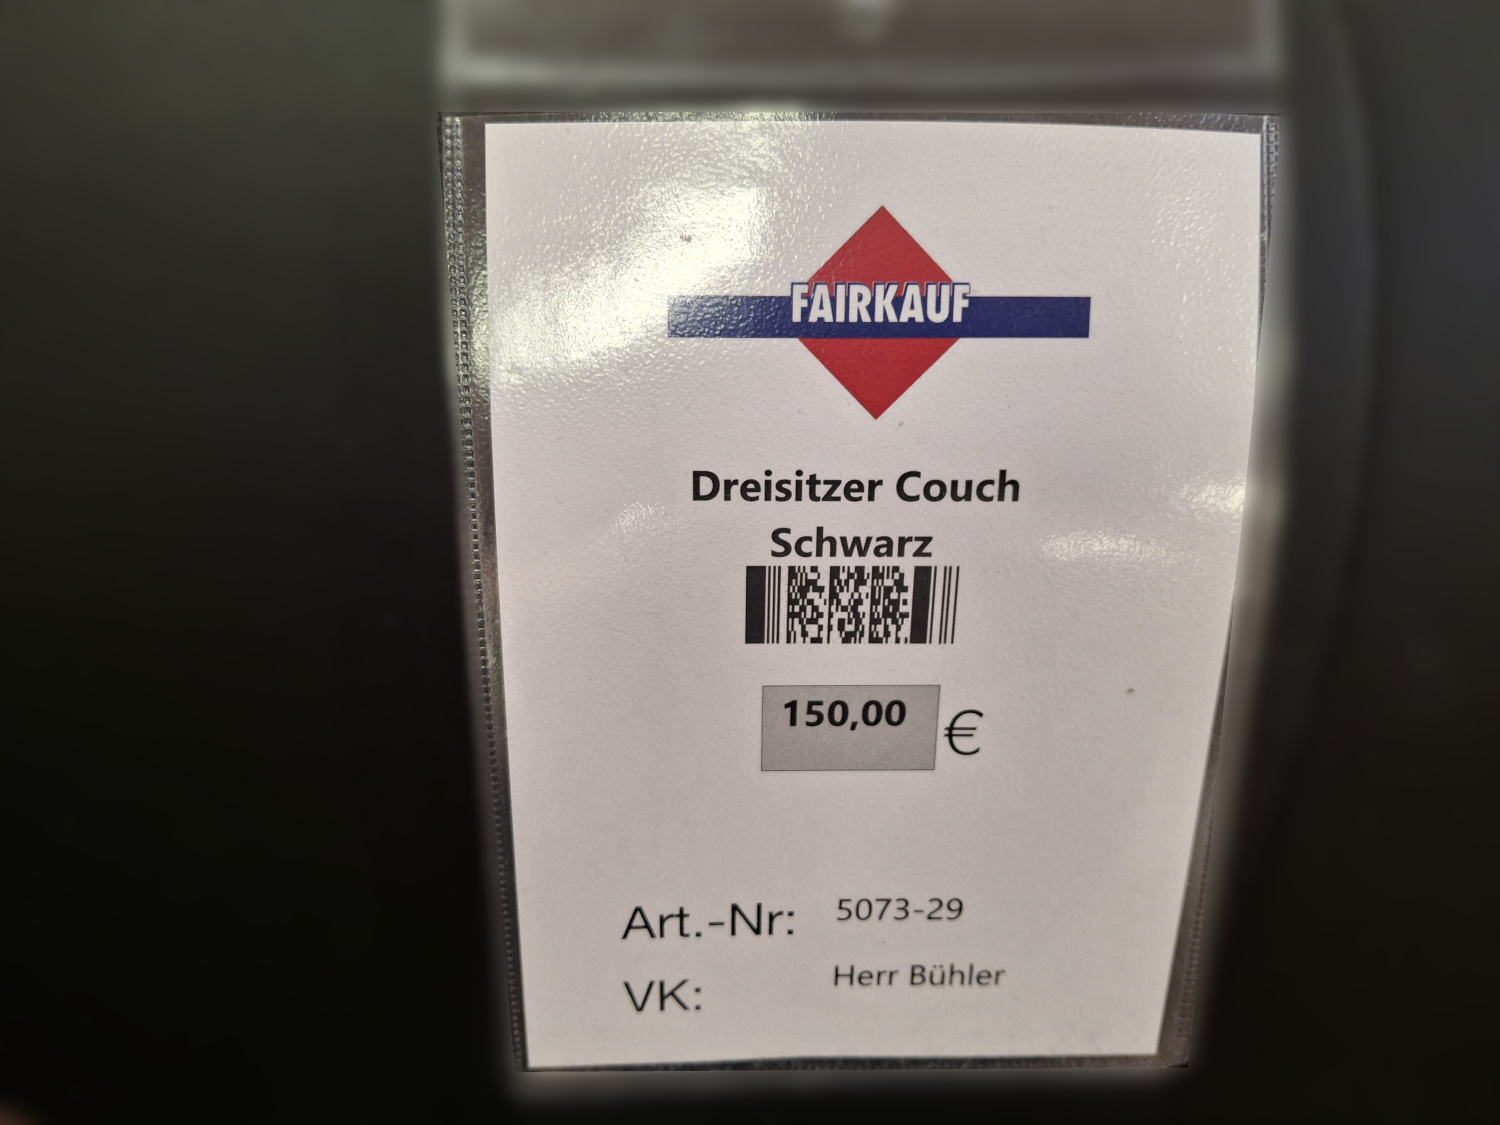 FAIRKAUF
Dreisitzer Couch
Schwarz
150,00 €
Art.-Nr: 5073-29
VK: Herr Bühler